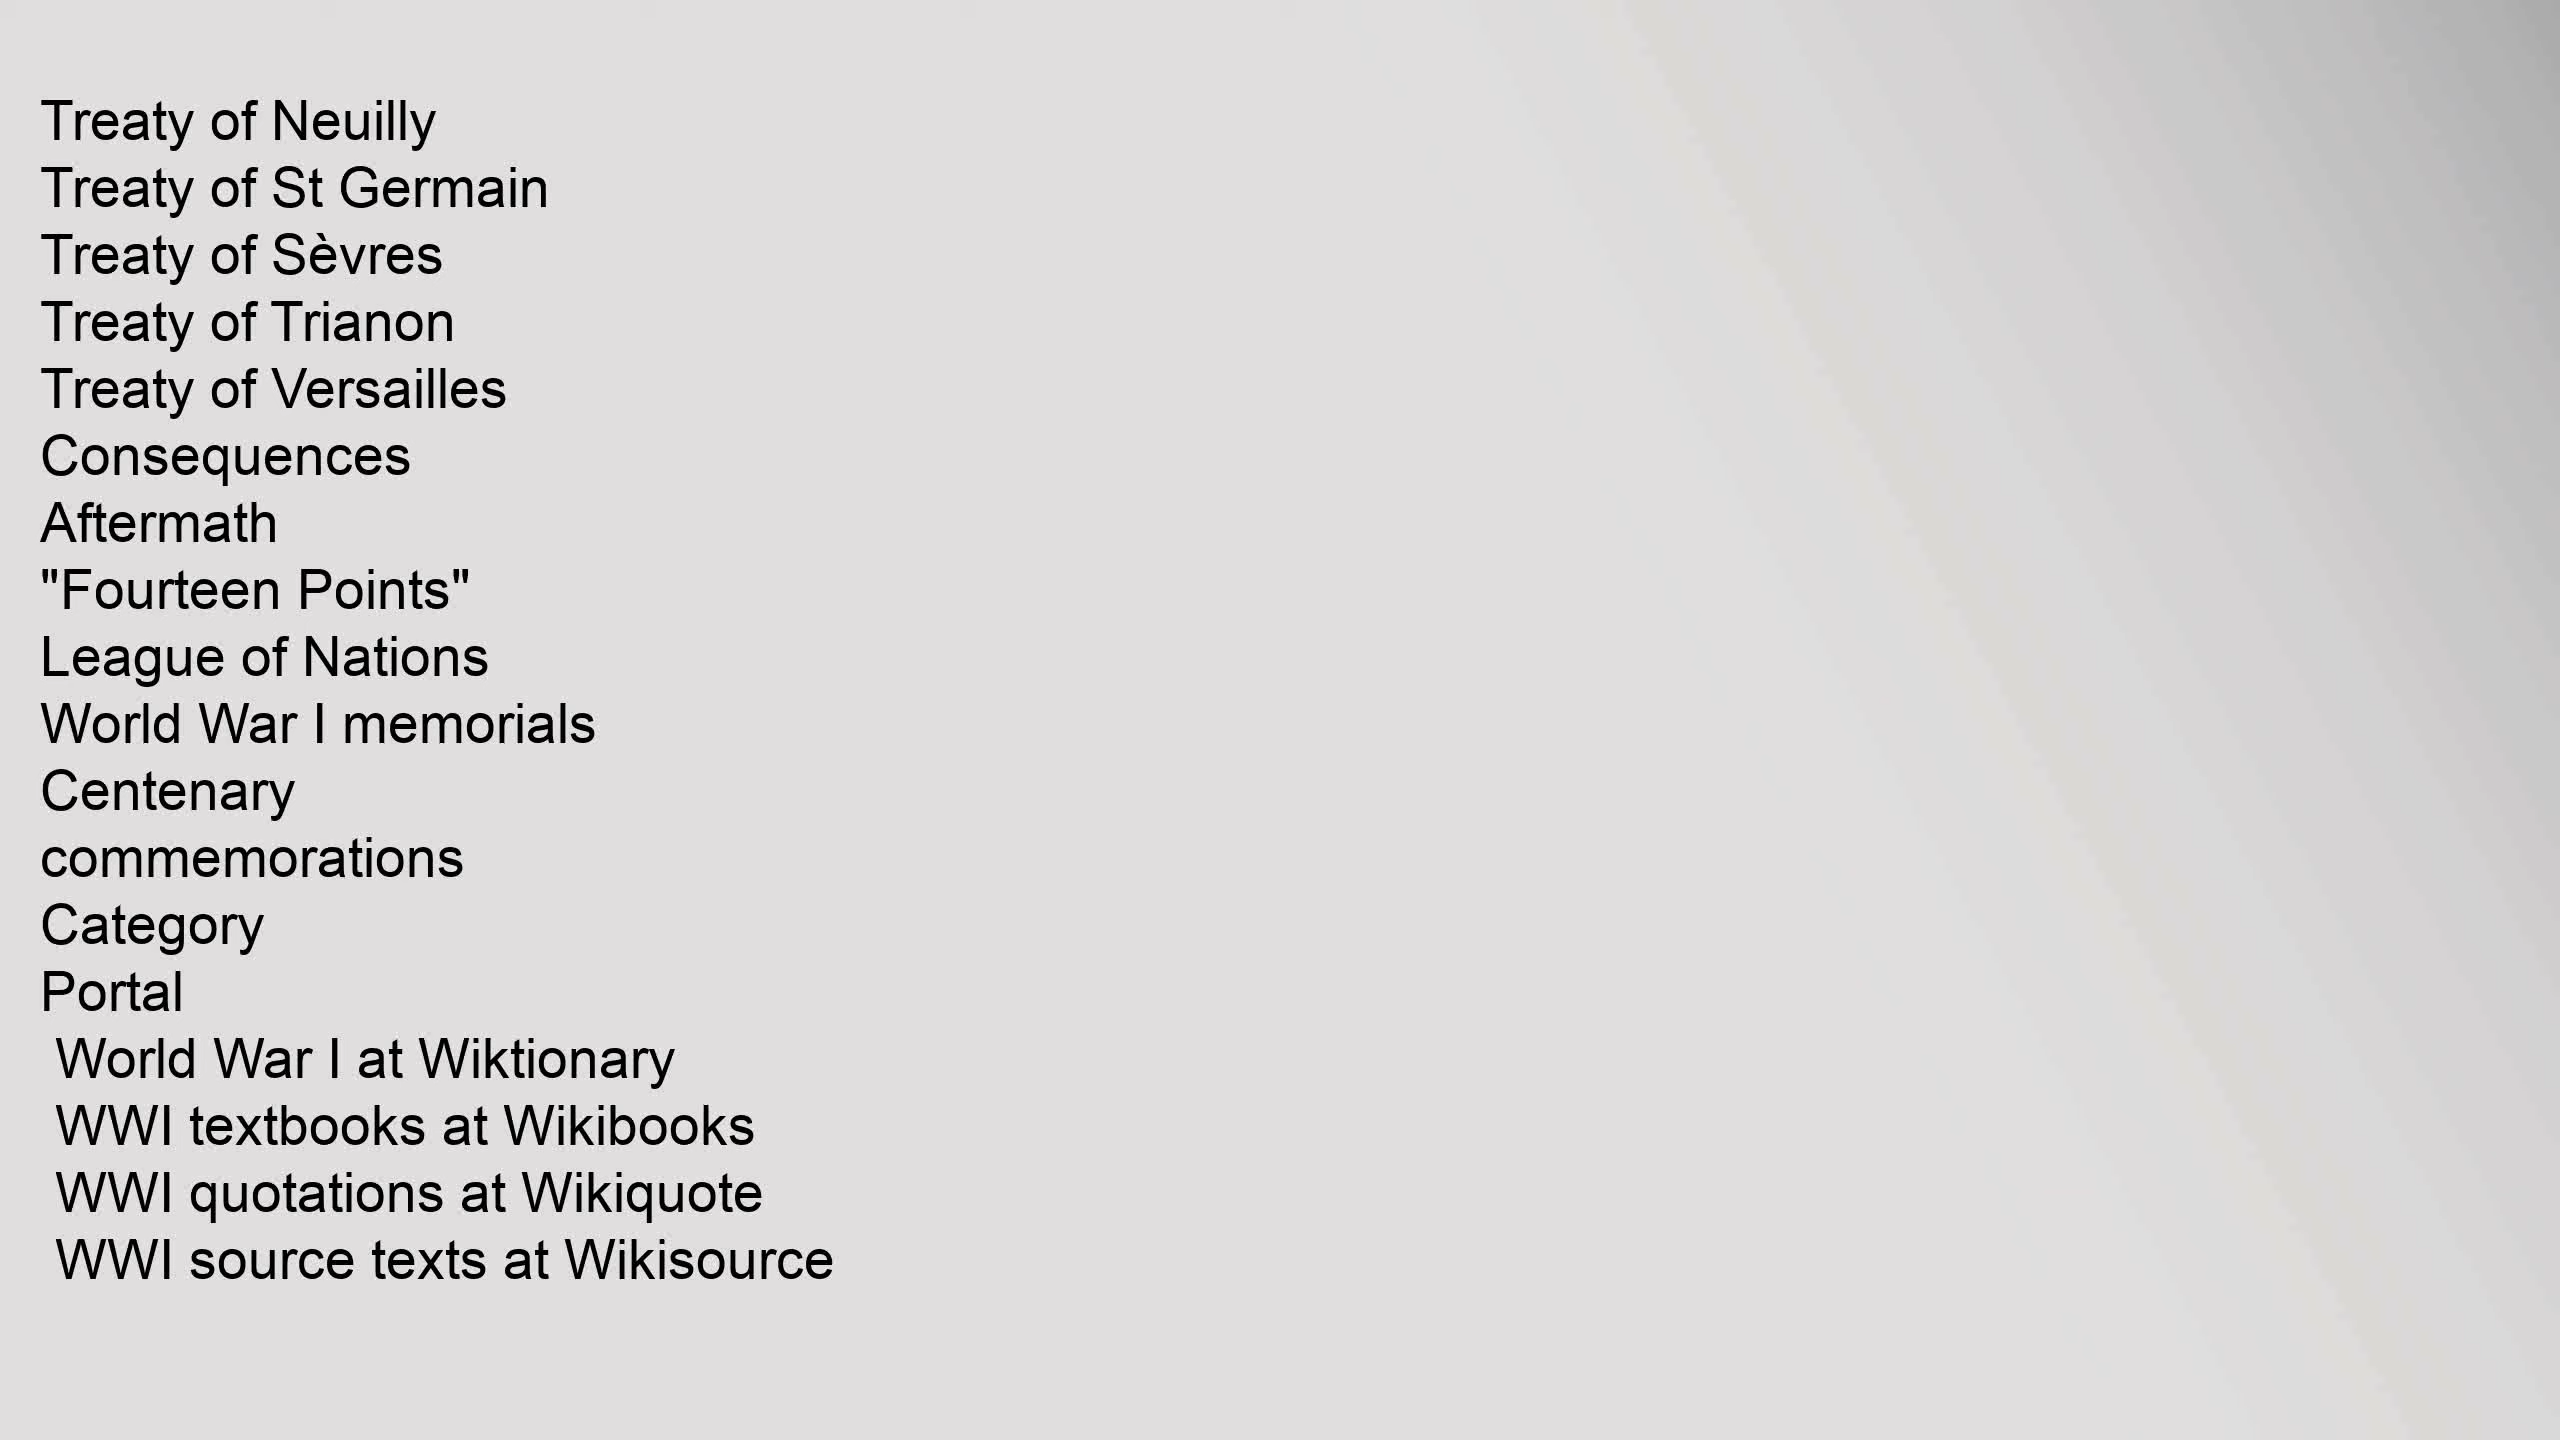 Treaty of Neuilly
Treaty of St Germain
Treaty of Sèvres
Treaty of Trianon
Treaty of Versailles
Consequences
Aftermath
"Fourteen Points"
League of Nations
World War I memorials
Centenary
commemorations
Category
Portal
World War I at Wiktionary
WWI textbooks at Wikibooks
WWI quotations at Wikiquote
WWI source texts at Wikisource